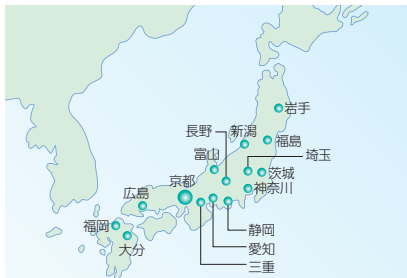 岩手
長野
新潟
福島
富山
埼玉
茨城
京都
神奈川
広島
福岡
静岡
大分
愛知
三重